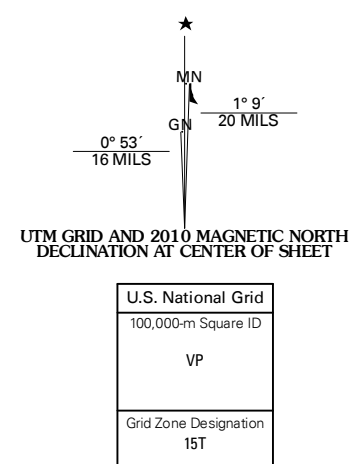 ★
MN
1° 9´
20 MILS
GN
0° 53´
16 MILS
UTM GRID AND 2010 MAGNETIC NORTH
DECLINATION AT CENTER OF SHEET
U.S. National Grid
100,000-m Square ID
VP
Grid Zone Designation
15T